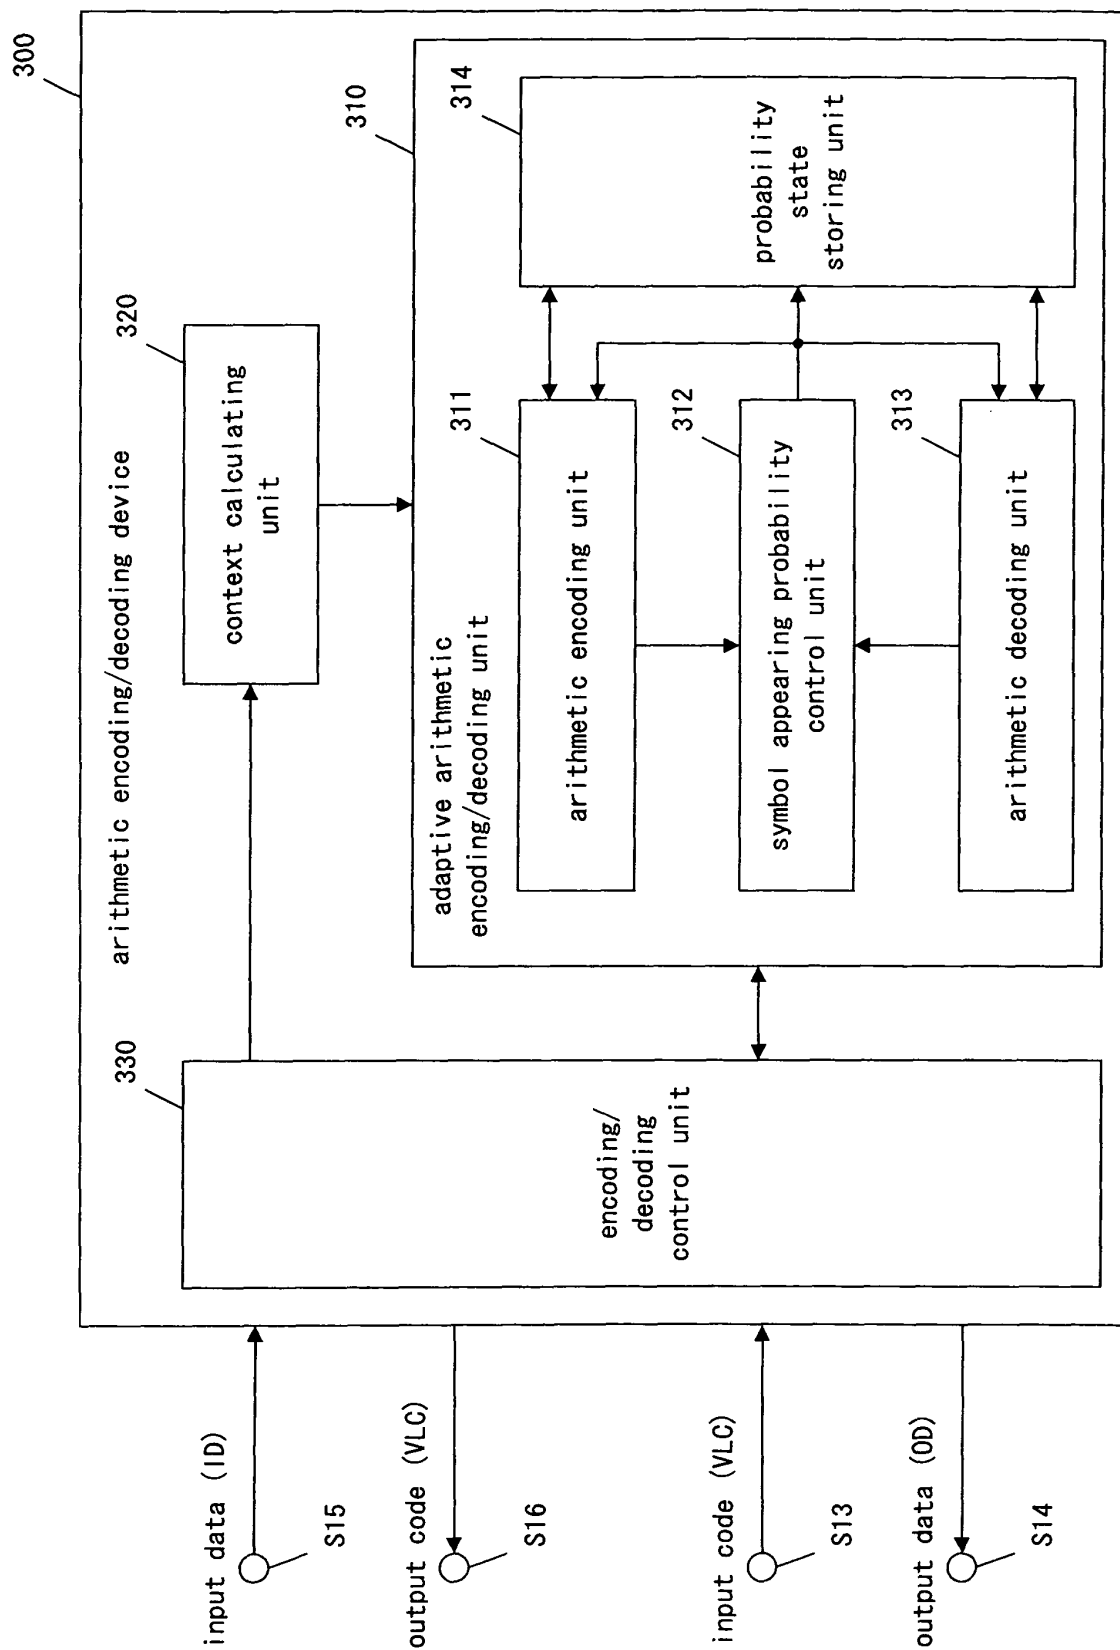 300
arithmetic encoding/decoding device
320
context calculating
unit
310
adaptive arithmetic
encoding/decoding unit
314
probability
state
storing unit
311
arithmetic encoding unit
312
symbol appearing probability
control unit
313
arithmetic decoding unit
330
encoding/
decoding
control unit
input data (ID)
S15
output code (VLC)
S16
input code (VLC)
S13
output data (OD)
S14